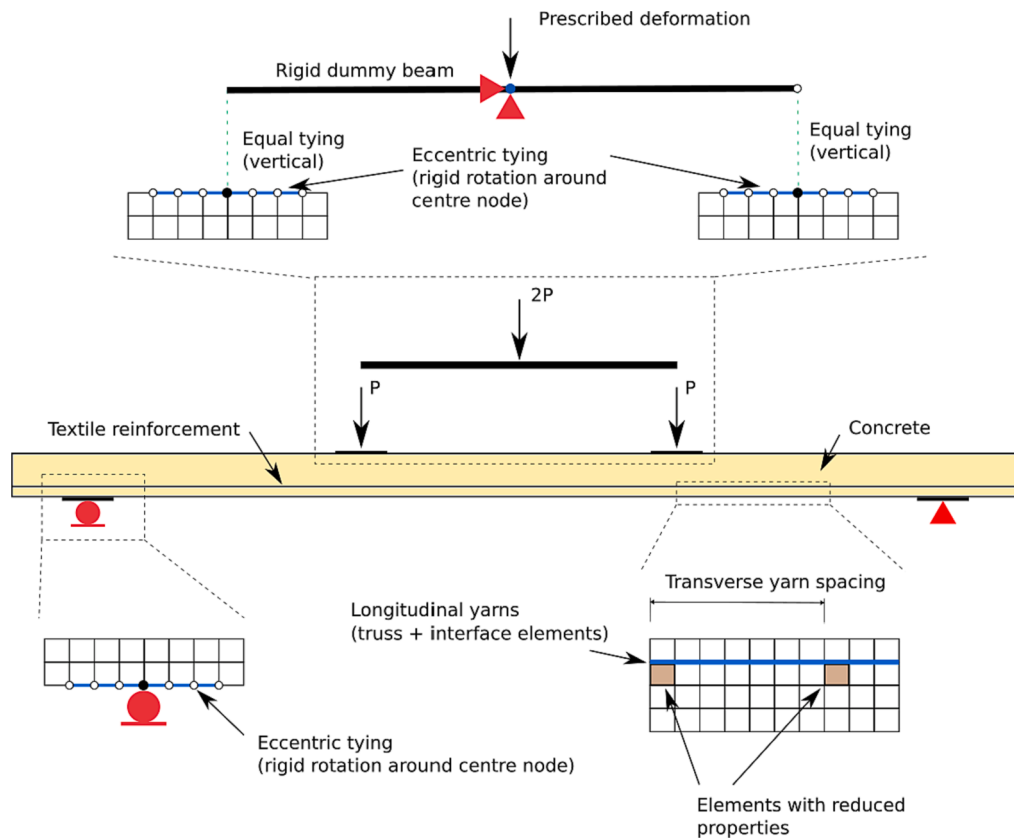 Prescribed deformation
Rigid dummy beam
Equal tying
(vertical)
Eccentric tying
(rigid rotation around
centre node)
Equal tying
(vertical)
2P
P
P
Textile reinforcement
Concrete
Transverse yarn spacing
Longitudinal yarns
(truss + interface elements)
Eccentric tying
(rigid rotation around centre node)
Elements with reduced
properties